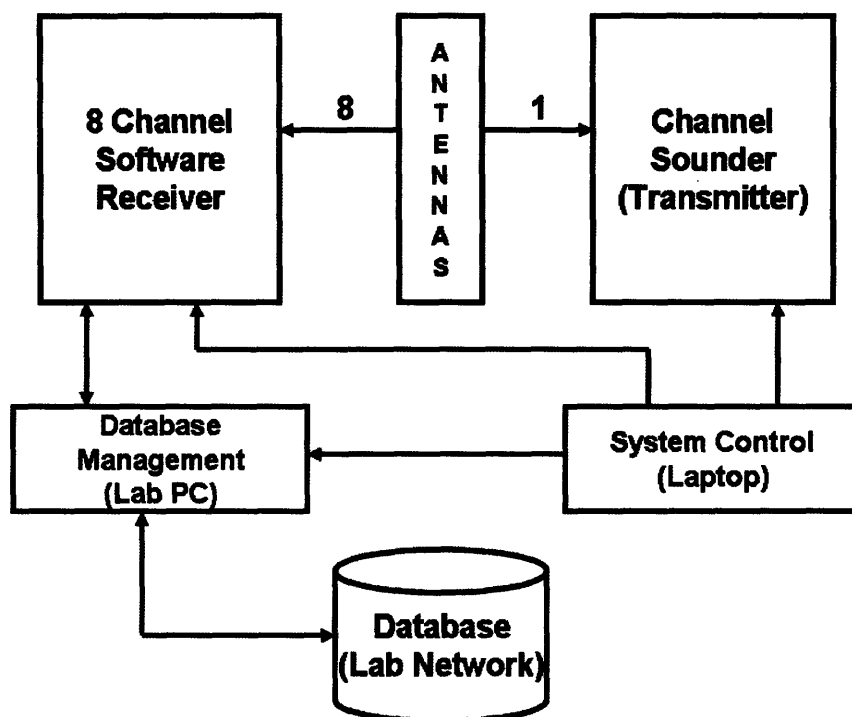 8 Channel
Software
Receiver
8
ANTENNAS
1
Channel
Sounder
(Transmitter)
Database
Management
(Lab PC)
System Control
(Laptop)
Database
(Lab Network)